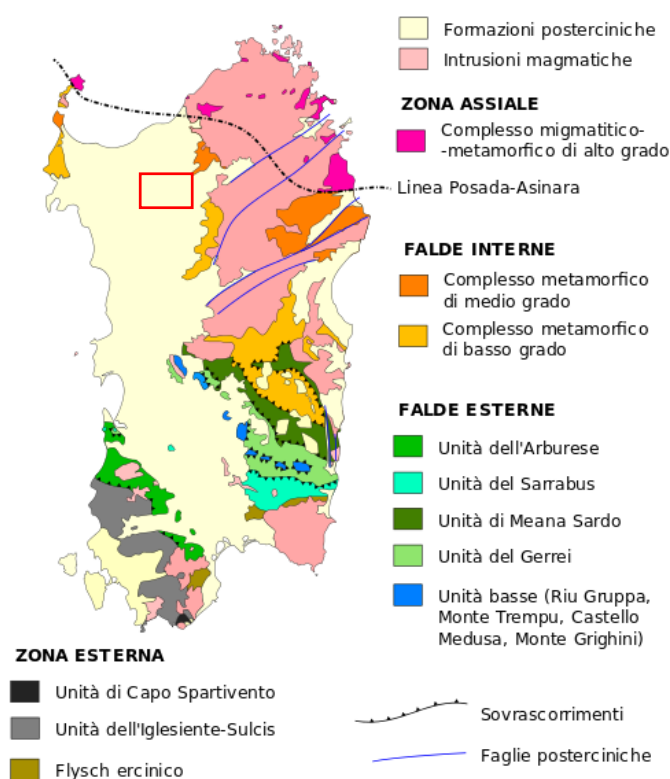 Formazioni posterciniche
Intrusioni magmatiche
ZONA ASSIALE
Complesso migmatitico-
-metamorfico di alto grado
Linea Posada-Asinara
FALDE INTERNE
Complesso metamorfico
di medio grado
Complesso metamorfico
di basso grado
FALDE ESTERNE
Unità dell'Arburese
Unità del Sarrabus
Unità di Meana Sardo
Unità del Gerrei
Unità basse (Riu Gruppa,
Monte Trempu, Castello
Medusa, Monte Grighini)
ZONA ESTERNA
Unità di Capo Spartivento
Unità dell'Iglesiente-Sulcis
Flysch ercinico
Sovrascorrimenti
Faglie posterciniche